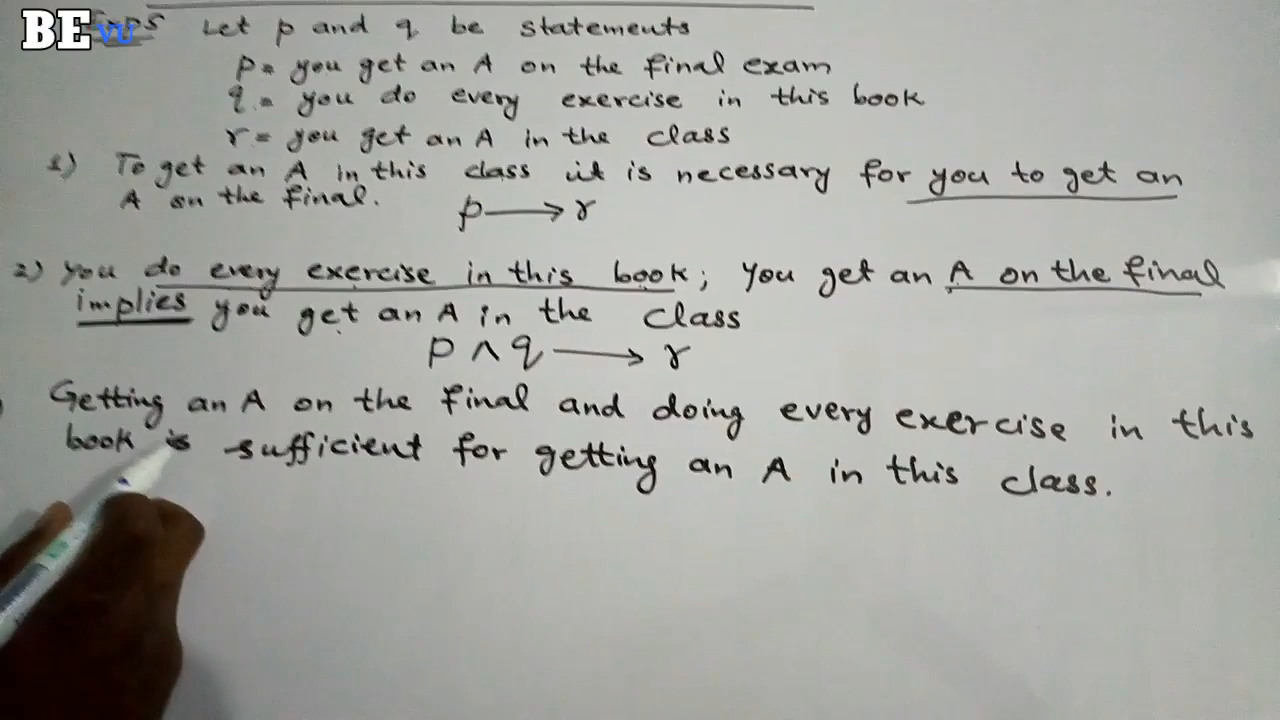 BE VU
Let p and q be statements
p= you get an A on the final exam
q= you do every exercise in this book
r= you get an A in the class
1) To get an A in this class it is necessary for you to get an
A on the final.
p → r
2) you do every exercise in this book; you get an A on the final
implies you get an A in the class
p ∧ q → r
Getting an A on the final and doing every exercise in this
book is sufficient for getting an A in this class.